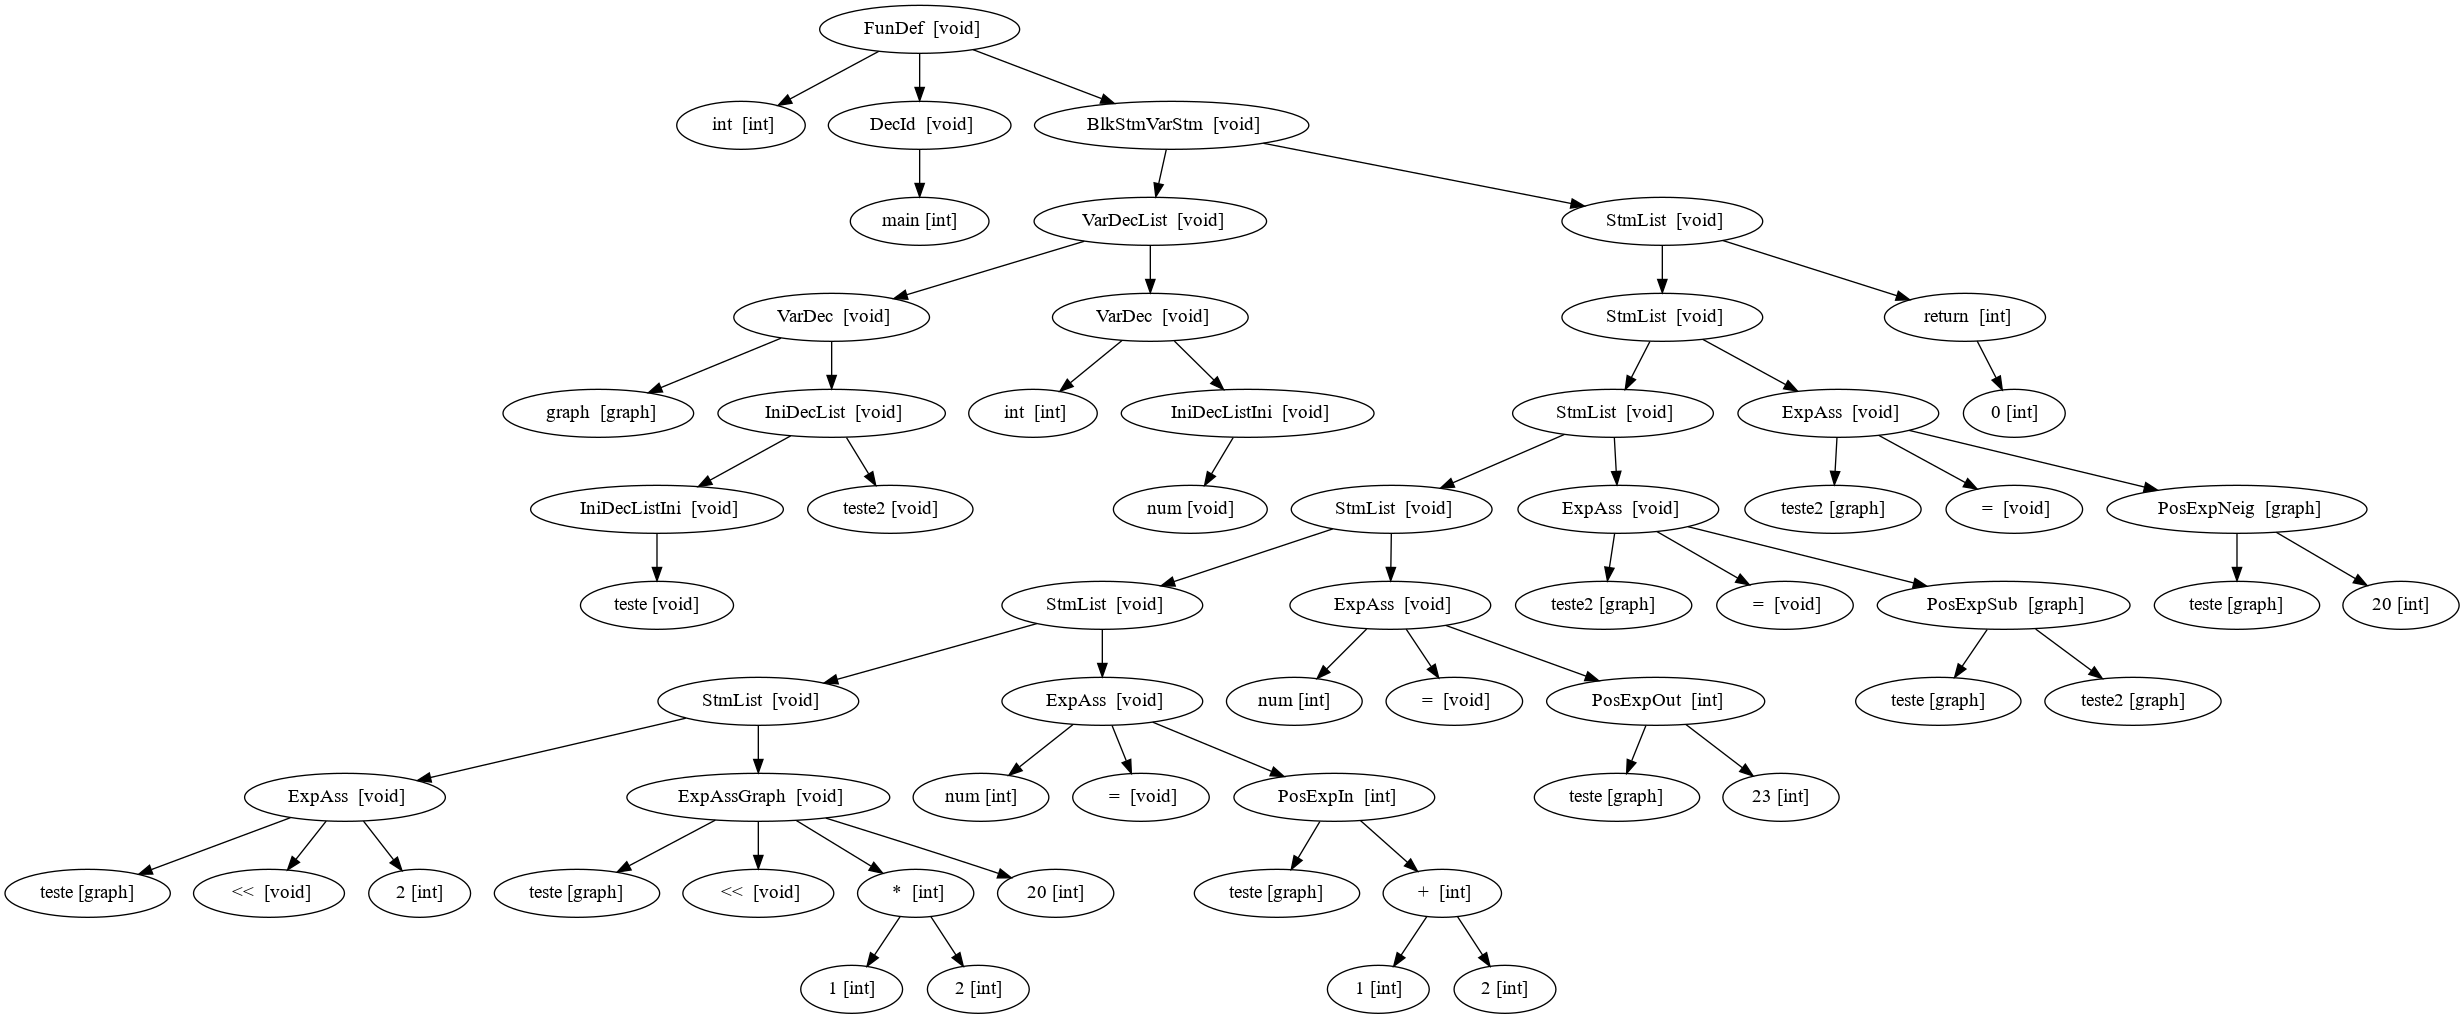 FunDef [void]
int [int]
DecId [void]
BlkStmVarStm [void]
main [int]
VarDecList [void]
StmList [void]
VarDec [void]
VarDec [void]
StmList [void]
return [int]
graph [graph]
IniDecList [void]
int [int]
IniDecListIni [void]
StmList [void]
ExpAss [void]
0 [int]
IniDecListIni [void]
teste2 [void]
num [void]
StmList [void]
ExpAss [void]
teste2 [graph]
= [void]
PosExpNeig [graph]
teste [void]
StmList [void]
ExpAss [void]
teste2 [graph]
= [void]
PosExpSub [graph]
teste [graph]
20 [int]
StmList [void]
ExpAss [void]
num [int]
= [void]
PosExpOut [int]
teste [graph]
teste2 [graph]
ExpAss [void]
ExpAssGraph [void]
num [int]
= [void]
PosExpIn [int]
teste [graph]
23 [int]
teste [graph]
<< [void]
2 [int]
teste [graph]
<< [void]
* [int]
20 [int]
teste [graph]
+ [int]
1 [int]
2 [int]
1 [int]
2 [int]